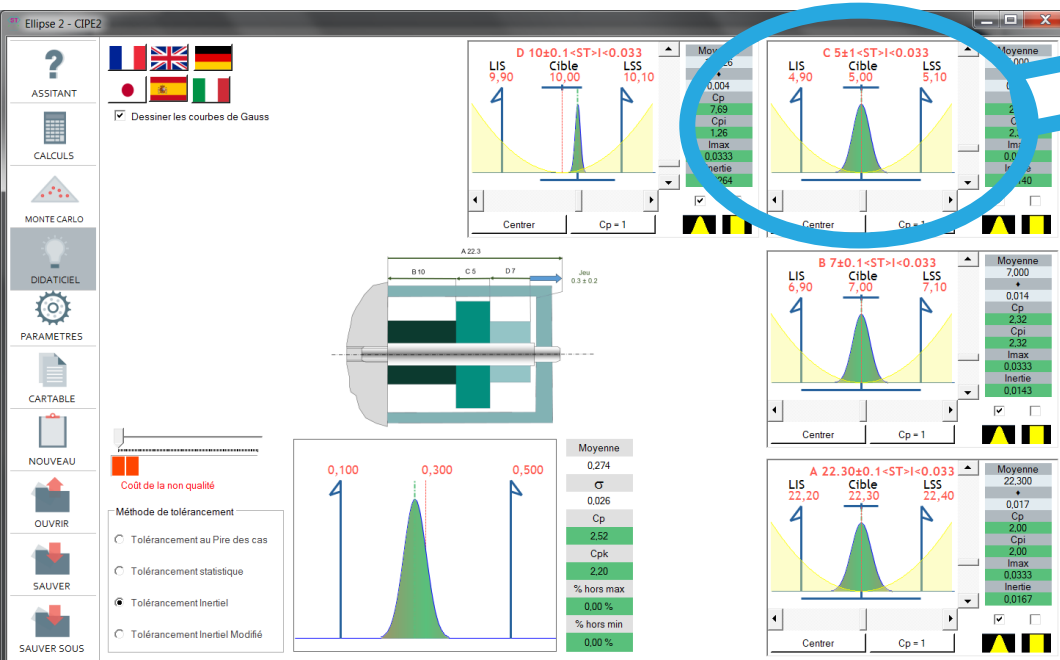 Ellipse 2 - CIPE2
ASSITANT
CALCULS
MONTE CARLO
DIDATICIEL
PARAMETRES
CARTABLE
NOUVEAU
OUVRIR
SAUVER
SAUVER SOUS
Dessiner les courbes de Gauss
D 10±0.1<ST>I<0.033
LIS Cible LSS
9,90 10,00 10,10
0,004
Cp
7,69
Cpi
1,26
Imax
0,0333
Centrer Cp = 1
C 5±1<ST>I<0.033
LIS Cible LSS
4,90 5,00 5,10
Centrer Cp = 1
A 22.3
B 10 C 5 D 7
Jeu
0.3 ± 0.2
B 7±0.1<ST>I<0.033
LIS Cible LSS
6,90 7,00 7,10
Moyenne
7,000
0,014
Cp
2,32
Cpi
2,32
Imax
0,0333
Inertie
0,0143
Centrer Cp = 1
Coût de la non qualité
Méthode de tolérancement
Tolérancement au Pire des cas
Tolérancement statistique
Tolérancement Inertiel
Tolérancement Inertiel Modifié
0,100 0,300 0,500
Moyenne
0,274
σ
0,026
Cp
2,52
Cpk
2,20
% hors max
0,00 %
% hors min
0,00 %
A 22.30±0.1<ST>I<0.033
LIS Cible LSS
22,20 22,30 22,40
Moyenne
22,300
0,017
Cp
2,00
Cpi
2,00
Imax
0,0333
Inertie
0,0167
Centrer Cp = 1